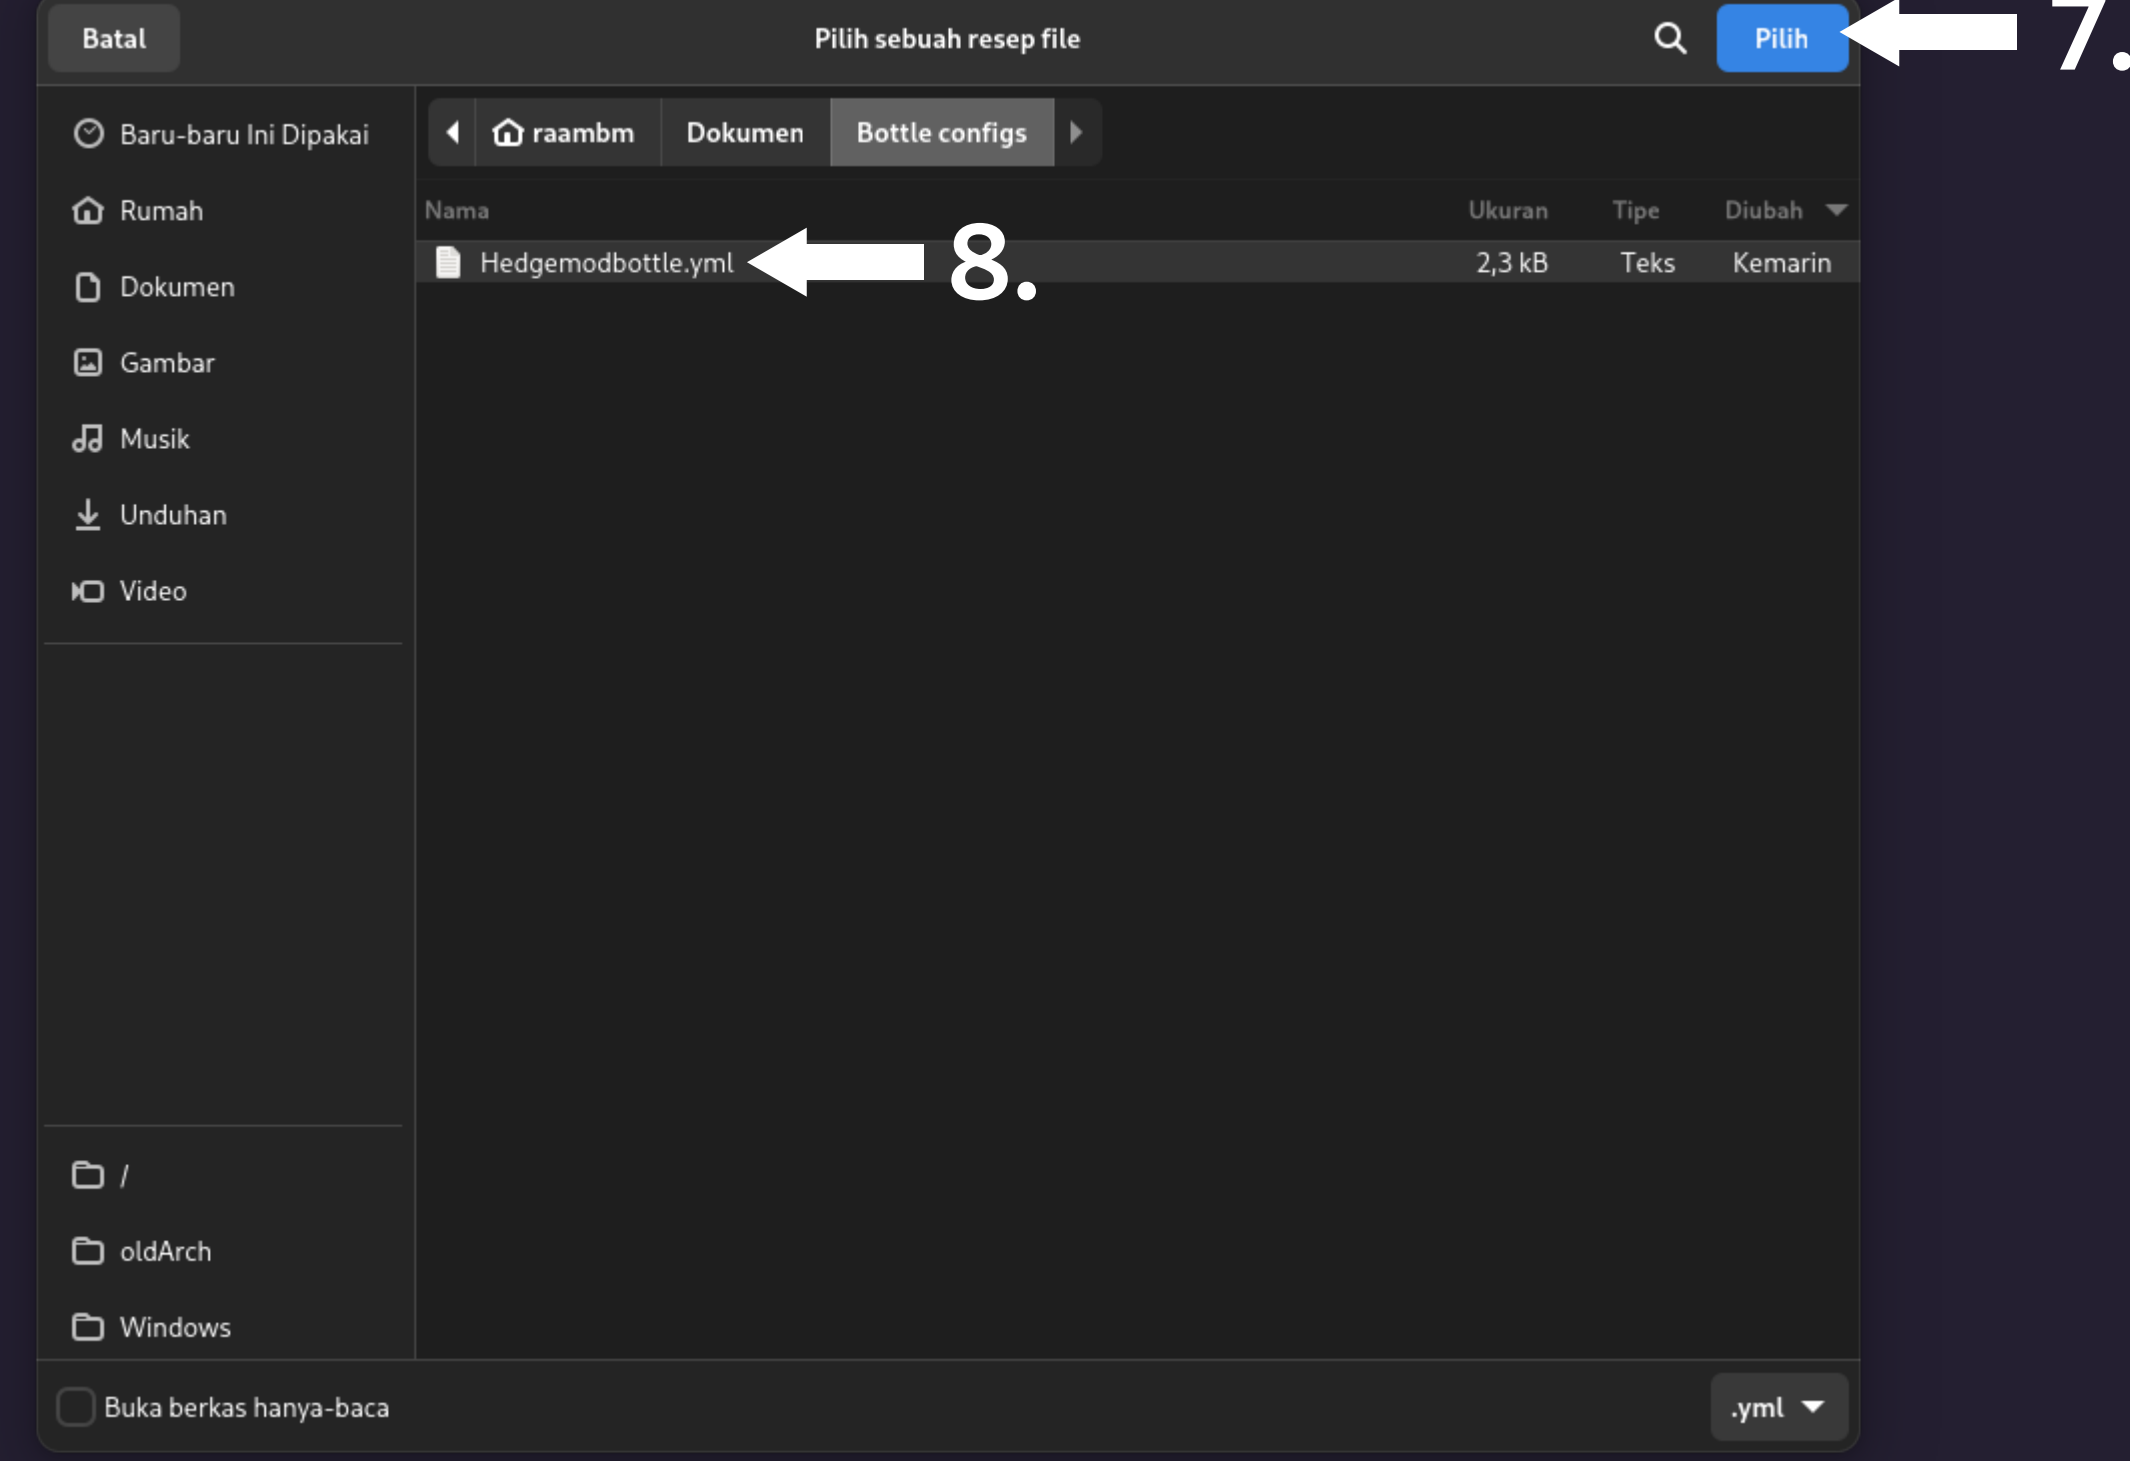 Batal
Pilih sebuah resep file
Pilih
7.
Baru-baru Ini Dipakai
Rumah
Dokumen
Gambar
Musik
Unduhan
Video
/
oldArch
Windows
raambm
Dokumen
Bottle configs
Nama
Ukuran
Tipe
Diubah
Hedgemodbottle.yml
8.
2,3 kB
Teks
Kemarin
Buka berkas hanya-baca
.yml